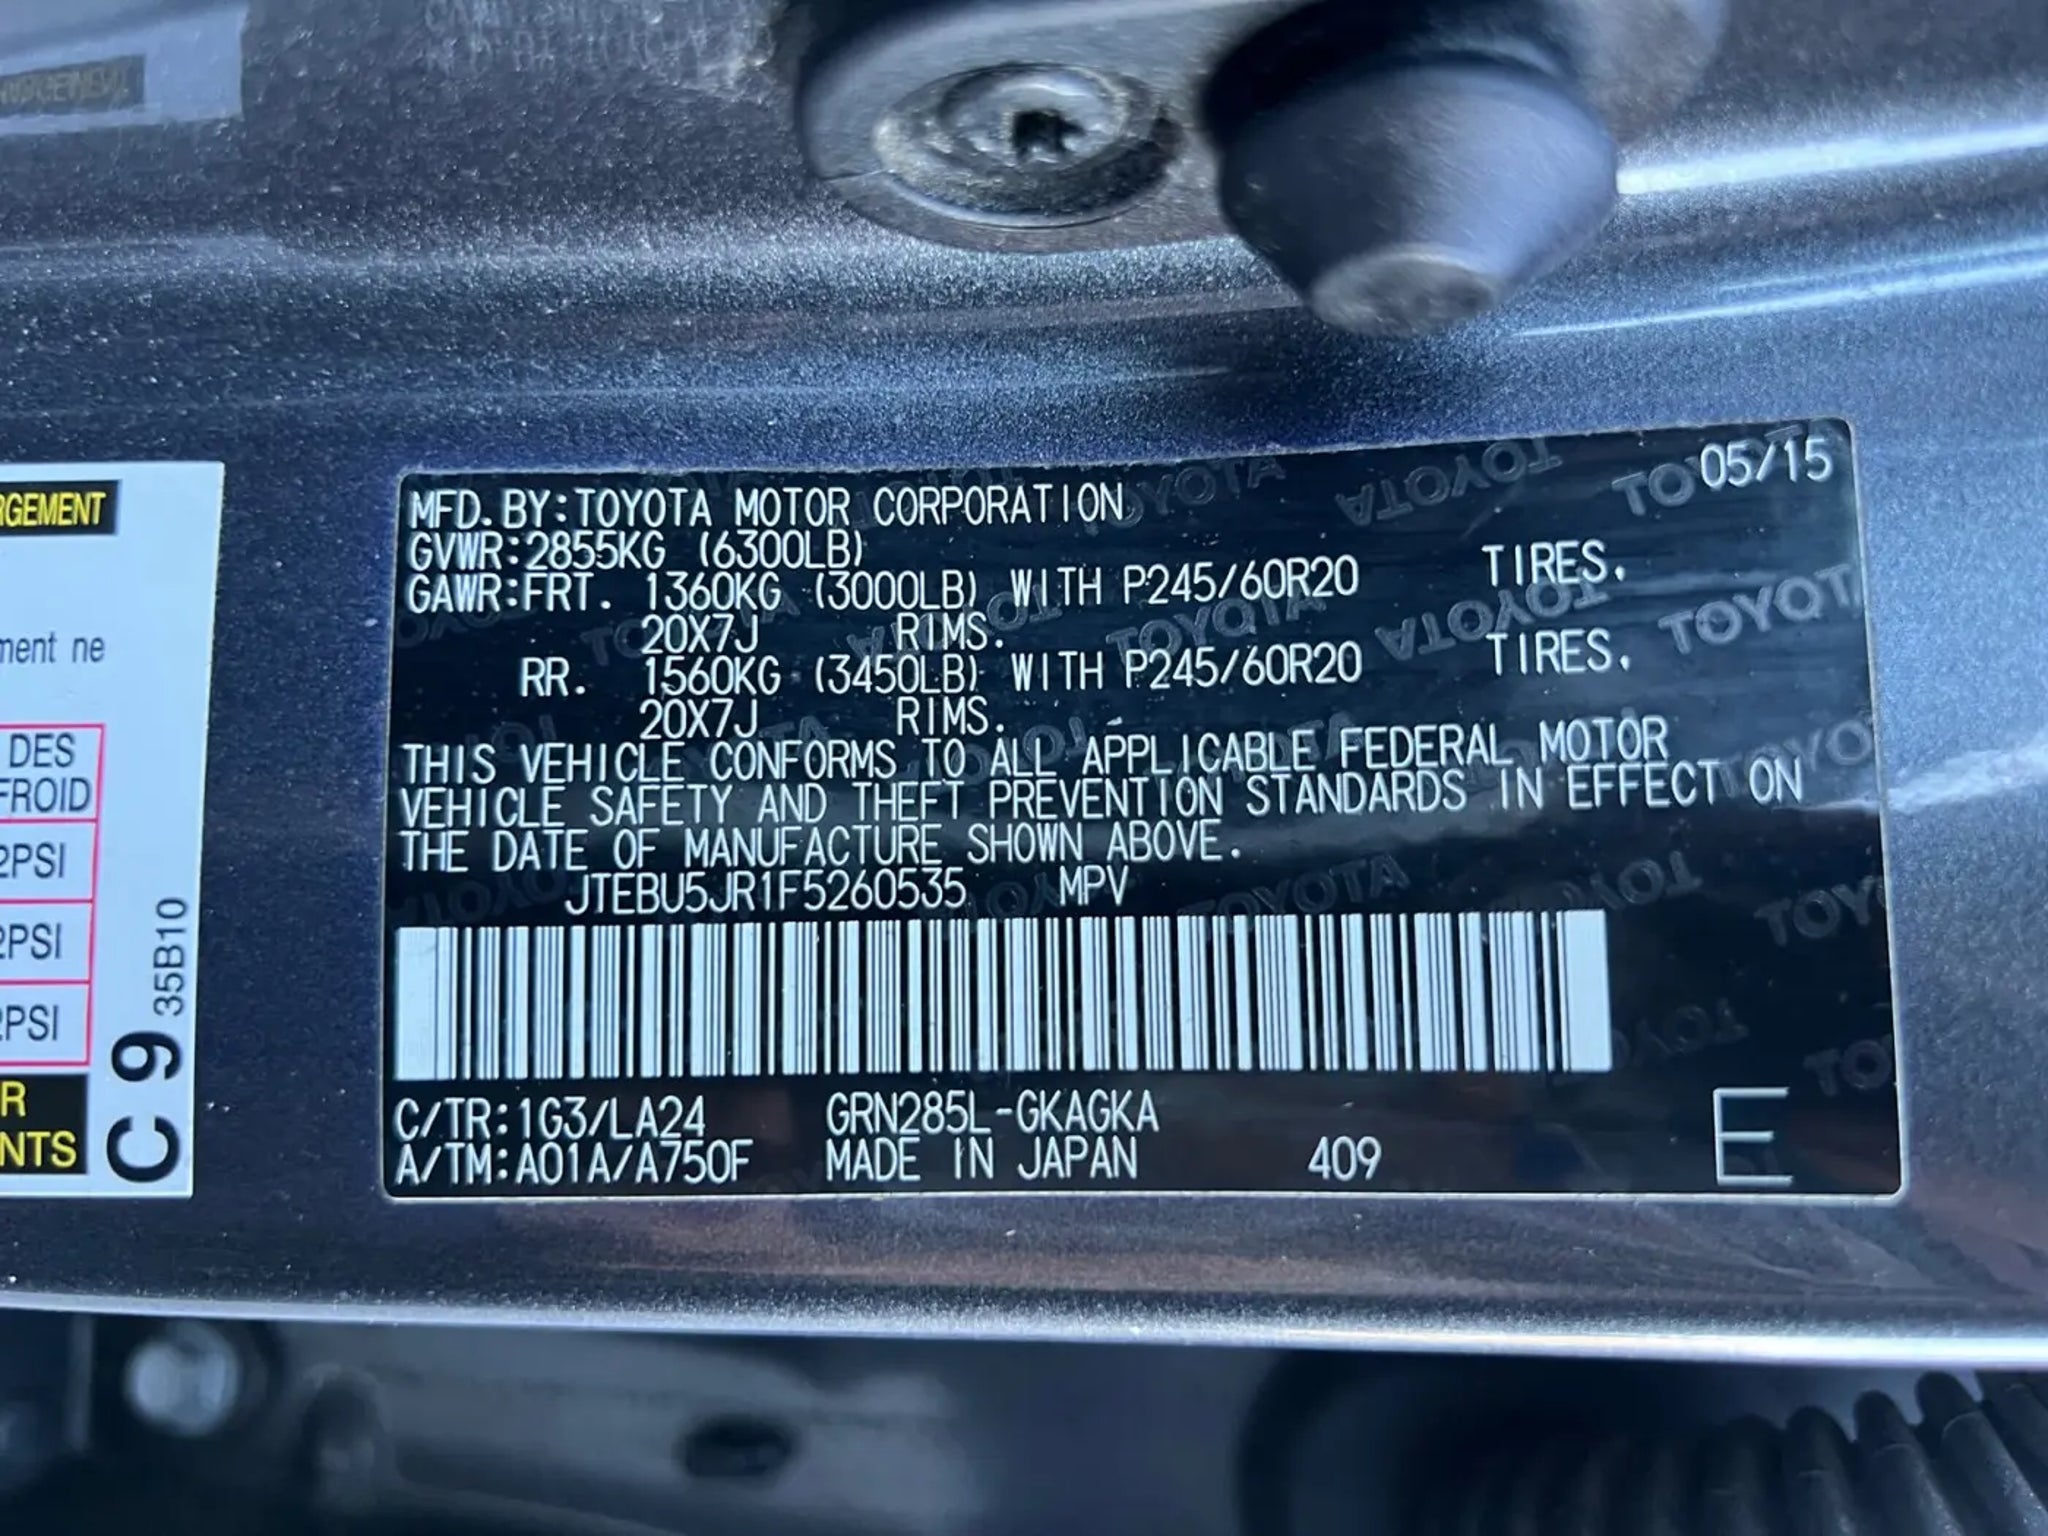 RGEMENT
ment ne
DES
FROID
2PSI
2PSI
2PSI
R
NTS
C 9 35B10
05/15
MFD.BY:TOYOTA MOTOR CORPORATION
GVWR:2855KG (6300LB)
GAWR:FRT. 1360KG (3000LB) WITH P245/60R20 TIRES.
20X7J RIMS.
RR. 1560KG (3450LB) WITH P245/60R20 TIRES.
20X7J RIMS.
THIS VEHICLE CONFORMS TO ALL APPLICABLE FEDERAL MOTOR
VEHICLE SAFETY AND THEFT PREVENTION STANDARDS IN EFFECT ON
THE DATE OF MANUFACTURE SHOWN ABOVE.
JTEBU5JR1F5260535 MPV
C/TR:1G3/LA24 GRN285L-GKAGKA
A/TM:A01A/A750F MADE IN JAPAN 409 E